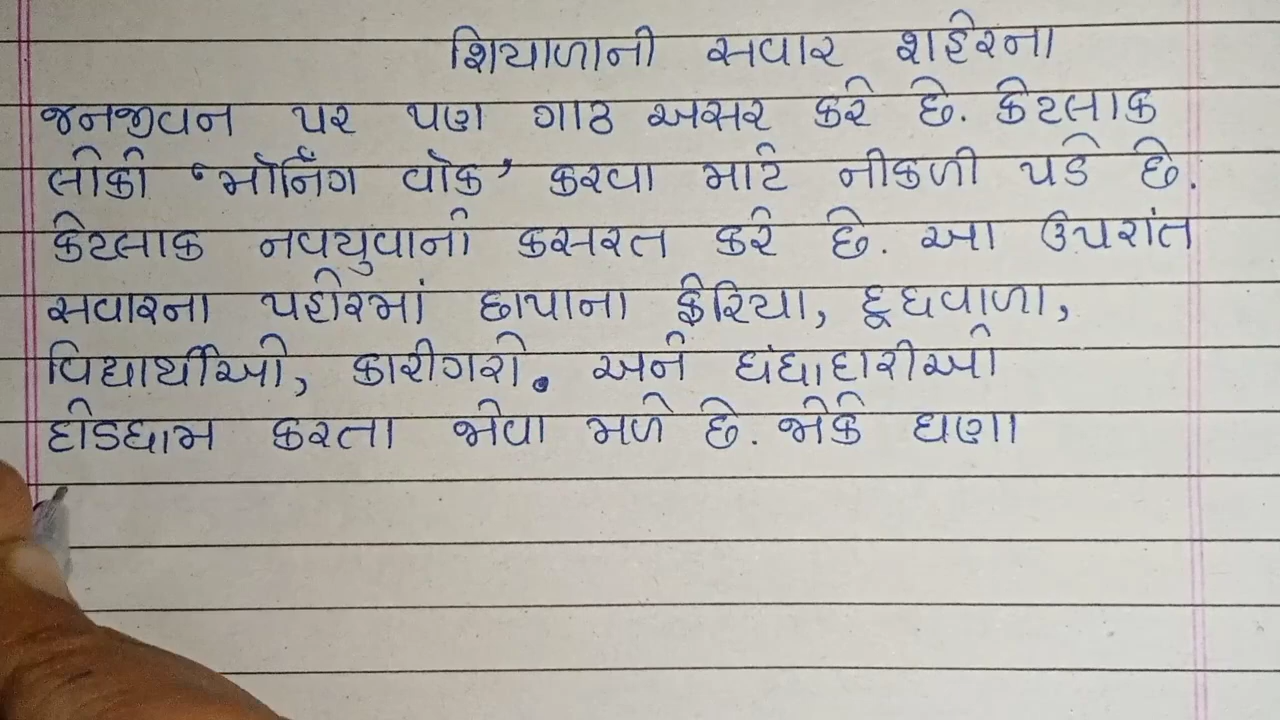 શિયાળાની સવાર શહેરના
જનજીવન પર પણ ગાઢ અસર કરે છે. કેટલાક
લોકો ‘મોર્નિંગ વૉક’ કરવા માટે નીકળી પડે છે.
કેટલાક નવયુવાનો કસરત કરે છે. આ ઉપરાંત
સવારના પહોરમાં છાપાના ફેરિયા, દૂધવાળા,
વિદ્યાર્થીઓ, કારીગરો. અને ધંધાદારીઓ
દોડધામ કરતા જોવા મળે છે. જોકે ઘણા